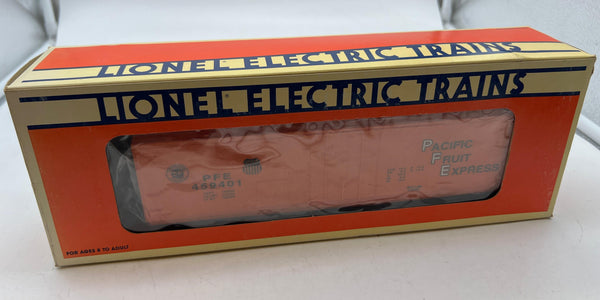 LIONEL ELECTRIC TRAINS
LIONEL ELECTRIC TRAINS
PFE
459401
PACIFIC
FRUIT
EXPRESS
FOR AGES 8 TO ADULT